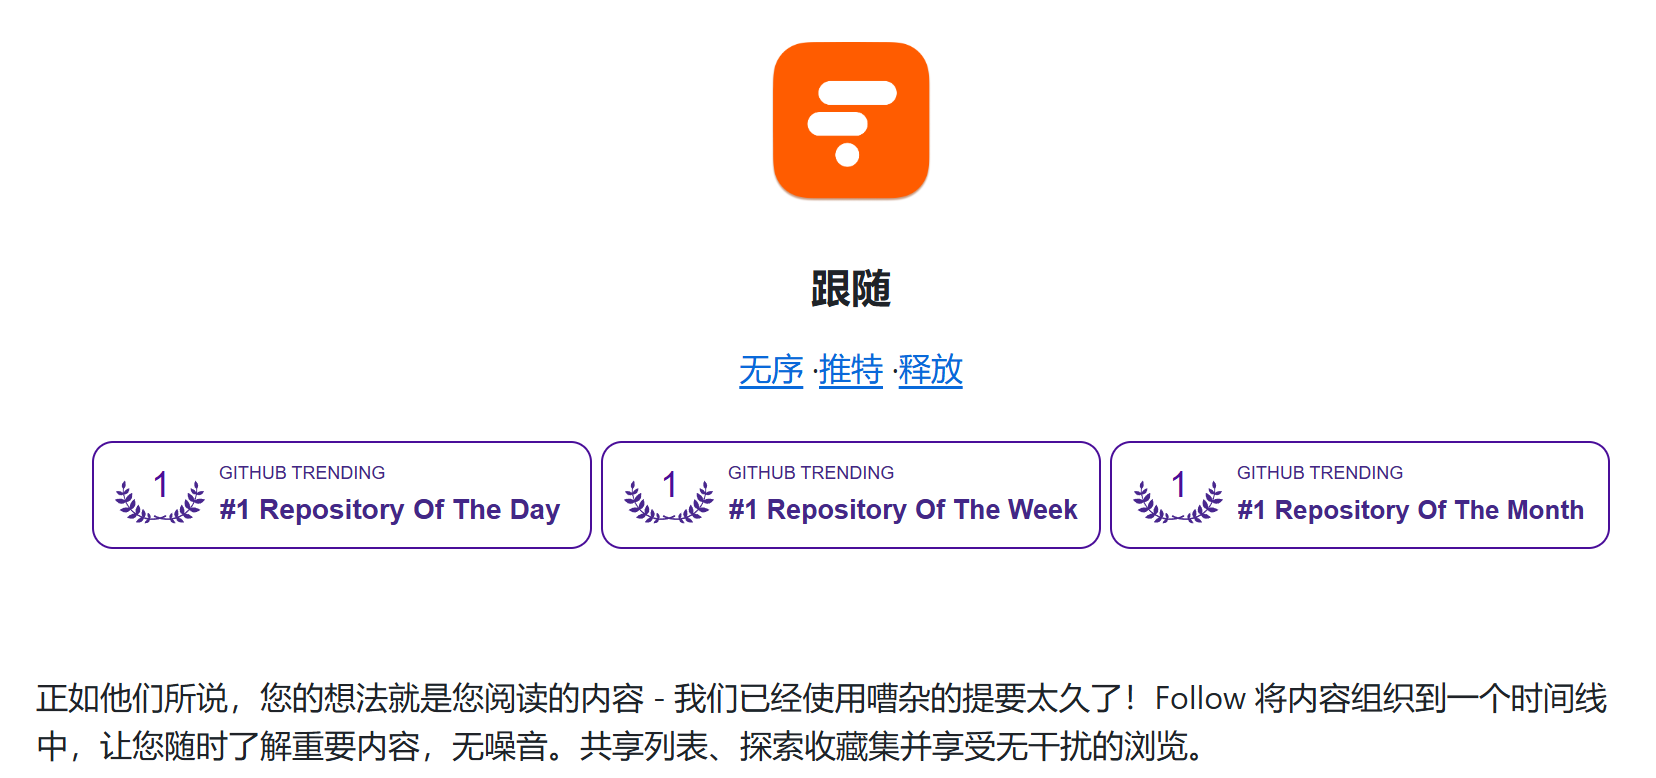 跟随
无序 ·推特 ·释放
1
GITHUB TRENDING
#1 Repository Of The Day
1
GITHUB TRENDING
#1 Repository Of The Week
1
GITHUB TRENDING
#1 Repository Of The Month
正如他们所说，您的想法就是您阅读的内容 - 我们已经使用嘈杂的提要太久了！Follow 将内容组织到一个时间线
中，让您随时了解重要内容，无噪音。共享列表、探索收藏集并享受无干扰的浏览。